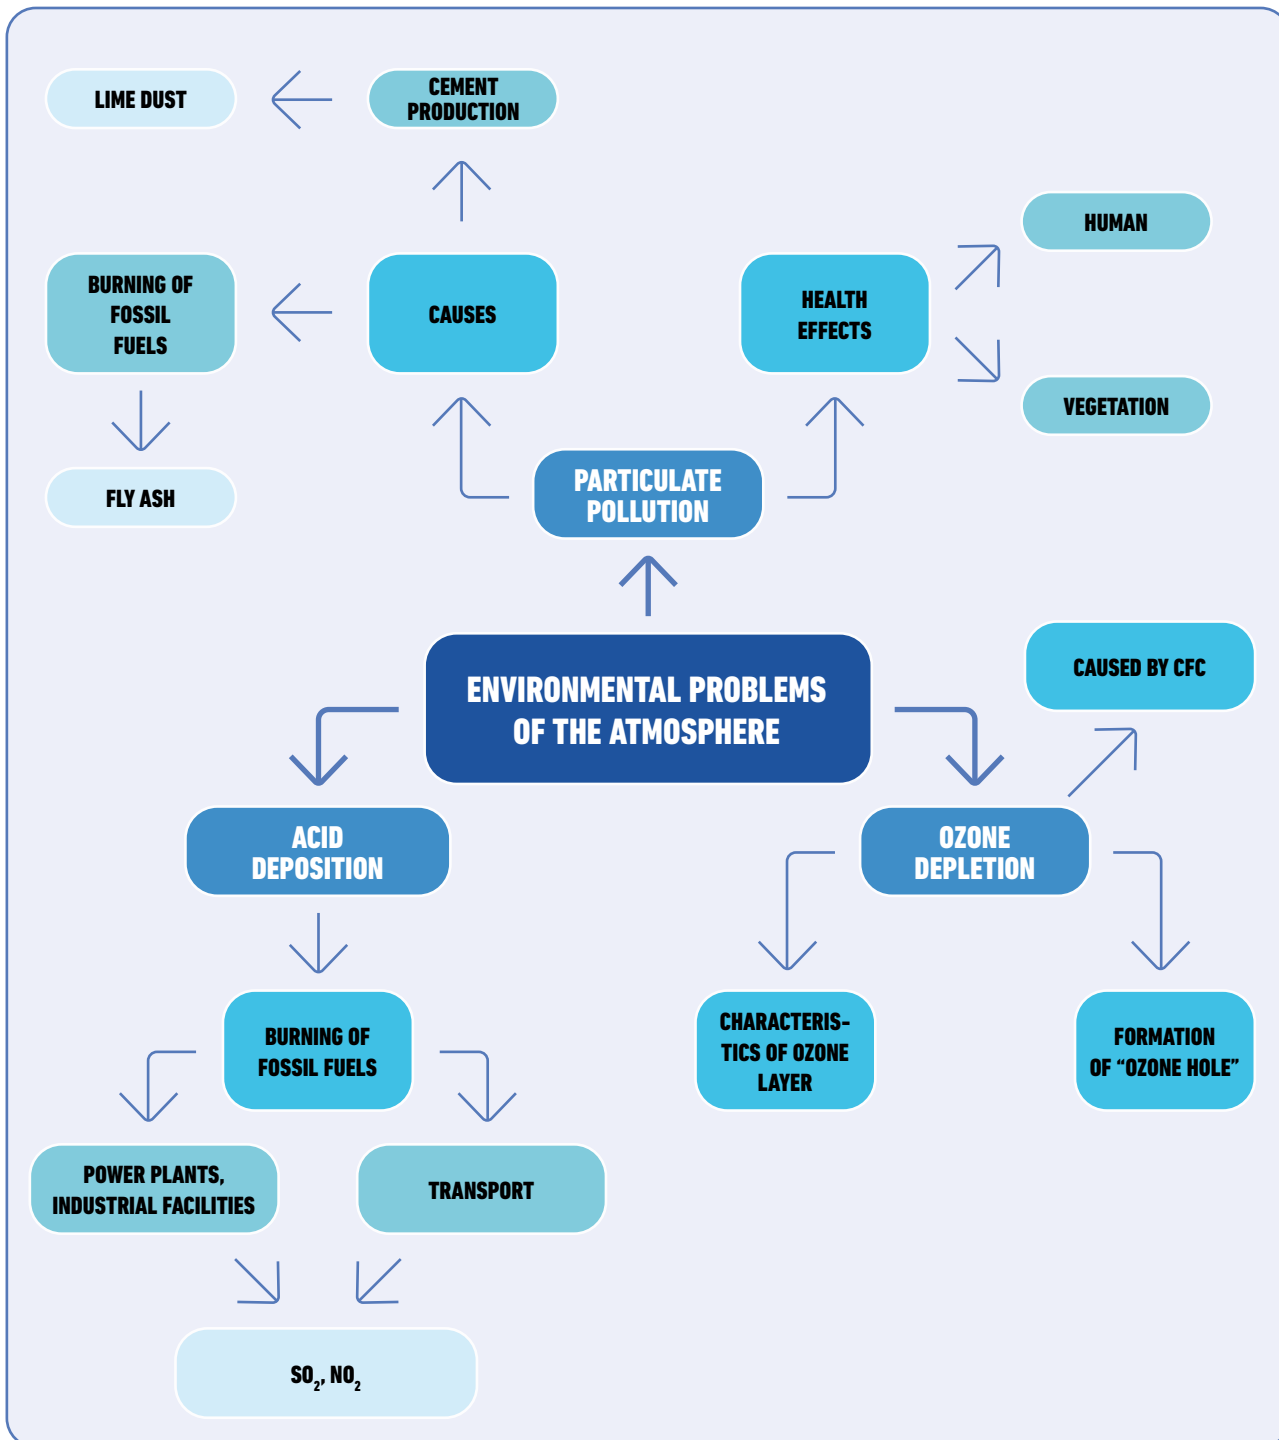 LIME DUST
CEMENT
PRODUCTION
HUMAN
BURNING OF
FOSSIL
FUELS
CAUSES
HEALTH
EFFECTS
VEGETATION
FLY ASH
PARTICULATE
POLLUTION
ENVIRONMENTAL PROBLEMS
OF THE ATMOSPHERE
CAUSED BY CFC
ACID
DEPOSITION
OZONE
DEPLETION
BURNING OF
FOSSIL FUELS
CHARACTERIS-
TICS OF OZONE
LAYER
FORMATION
OF “OZONE HOLE”
POWER PLANTS,
INDUSTRIAL FACILITIES
TRANSPORT
SO₂, NO₂